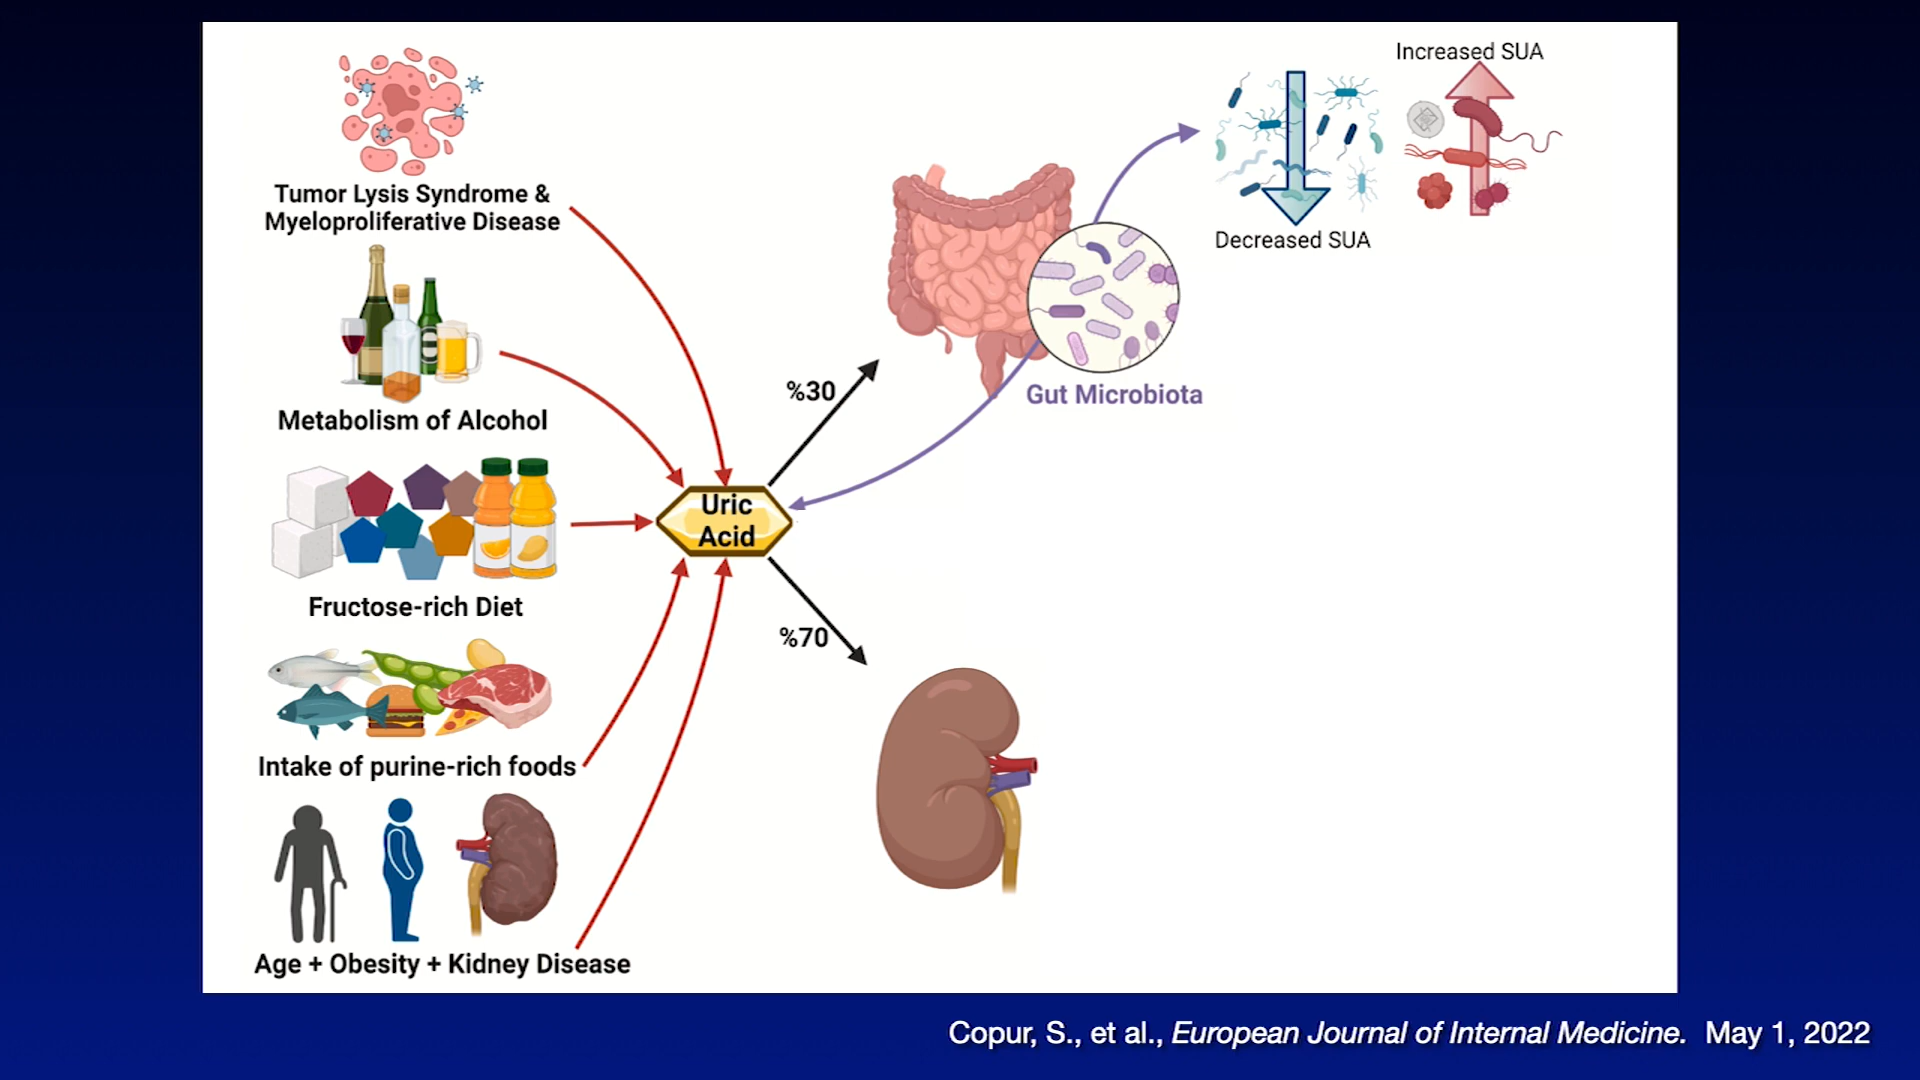 Increased SUA
Decreased SUA
Tumor Lysis Syndrome &
Myeloproliferative Disease
Metabolism of Alcohol
Fructose-rich Diet
Intake of purine-rich foods
Age + Obesity + Kidney Disease
Uric
Acid
%30
%70
Gut Microbiota
Copur, S., et al., European Journal of Internal Medicine. May 1, 2022